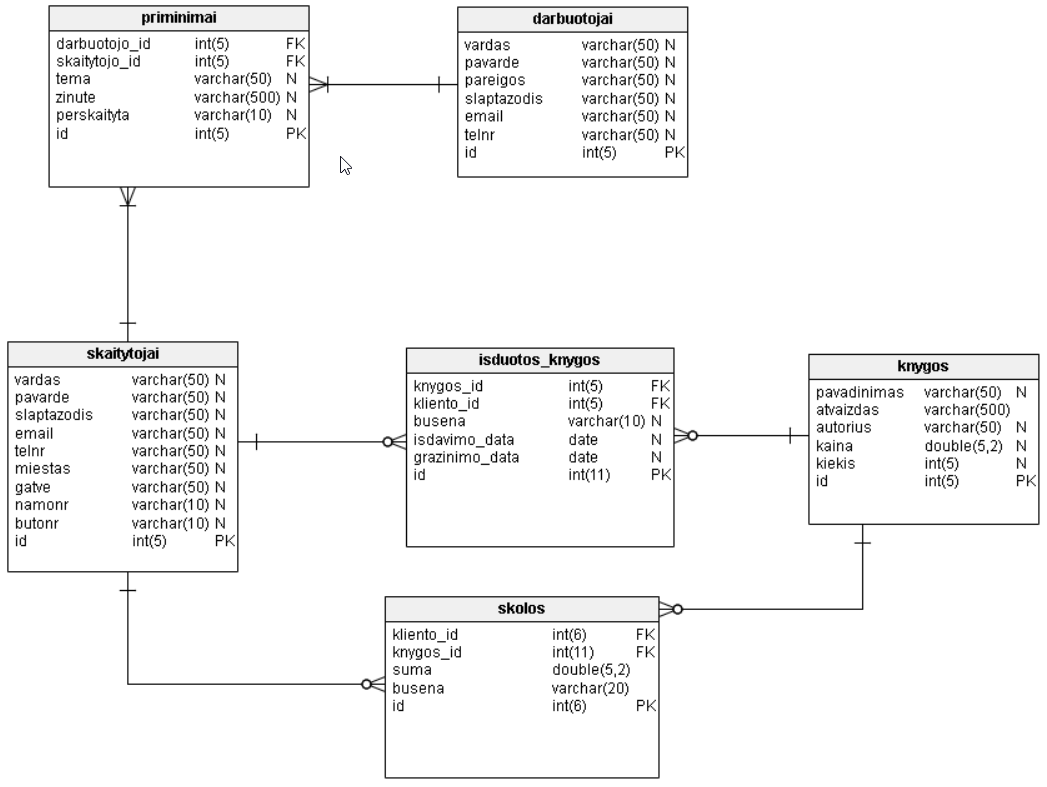 priminimai
darbuotojo_id int(5) FK
skaitytojo_id int(5) FK
tema varchar(50) N
zinute varchar(500) N
perskaityta varchar(10) N
id int(5) PK
darbuotojai
vardas varchar(50) N
pavarde varchar(50) N
pareigos varchar(50) N
slaptazodis varchar(50) N
email varchar(50) N
telnr varchar(50) N
id int(5) PK
skaitytojai
vardas varchar(50) N
pavarde varchar(50) N
slaptazodis varchar(50) N
email varchar(50) N
telnr varchar(50) N
miestas varchar(50) N
gatve varchar(50) N
namonr varchar(10) N
butonr varchar(10) N
id int(5) PK
isduotos_knygos
knygos_id int(5) FK
kliento_id int(5) FK
busena varchar(10) N
isdavimo_data date N
grazinimo_data date N
id int(11) PK
knygos
pavadinimas varchar(50) N
atvaizdas varchar(500)
autorius varchar(50) N
kaina double(5,2) N
kiekis int(5) N
id int(5) PK
skolos
kliento_id int(6) FK
knygos_id int(11) FK
suma double(5,2)
busena varchar(20)
id int(6) PK